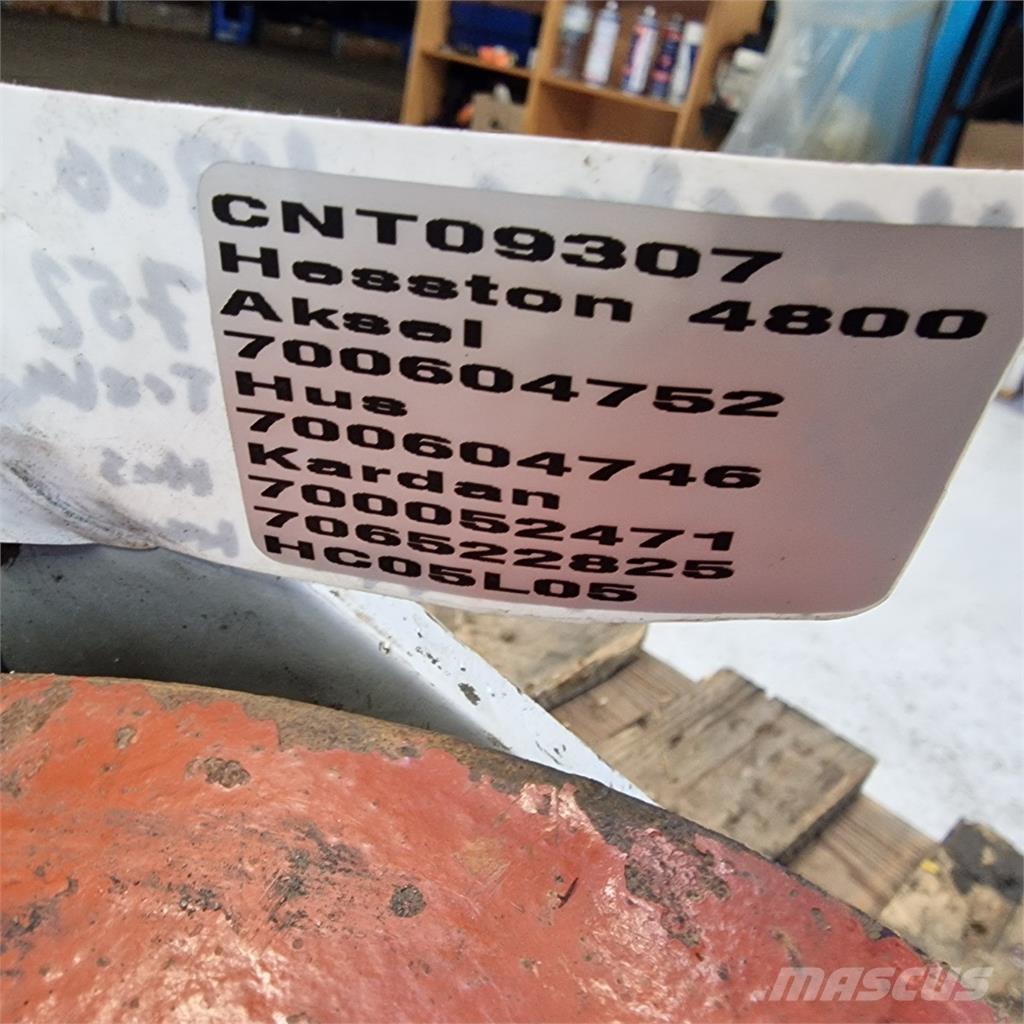 CNT09307
Hesston 4800
Aksel
700604752
Hus
700604746
Kardan
700052471
706522825
HC05L05
MASCUS